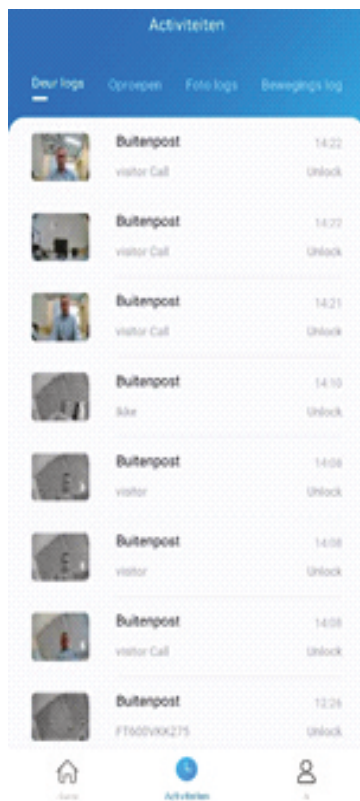 Activiteiten
Deur logs Oproepen Foto logs Bewegings log
Buitenpost 14:22
visitor Call Unlock
Buitenpost 14:22
visitor Call Unlock
Buitenpost 14:21
visitor Call Unlock
Buitenpost 14:10
Ikke Unlock
Buitenpost 14:08
visitor Unlock
Buitenpost 14:08
visitor Unlock
Buitenpost 14:08
visitor Call Unlock
Buitenpost 12:26
Unlock
Activiteiten